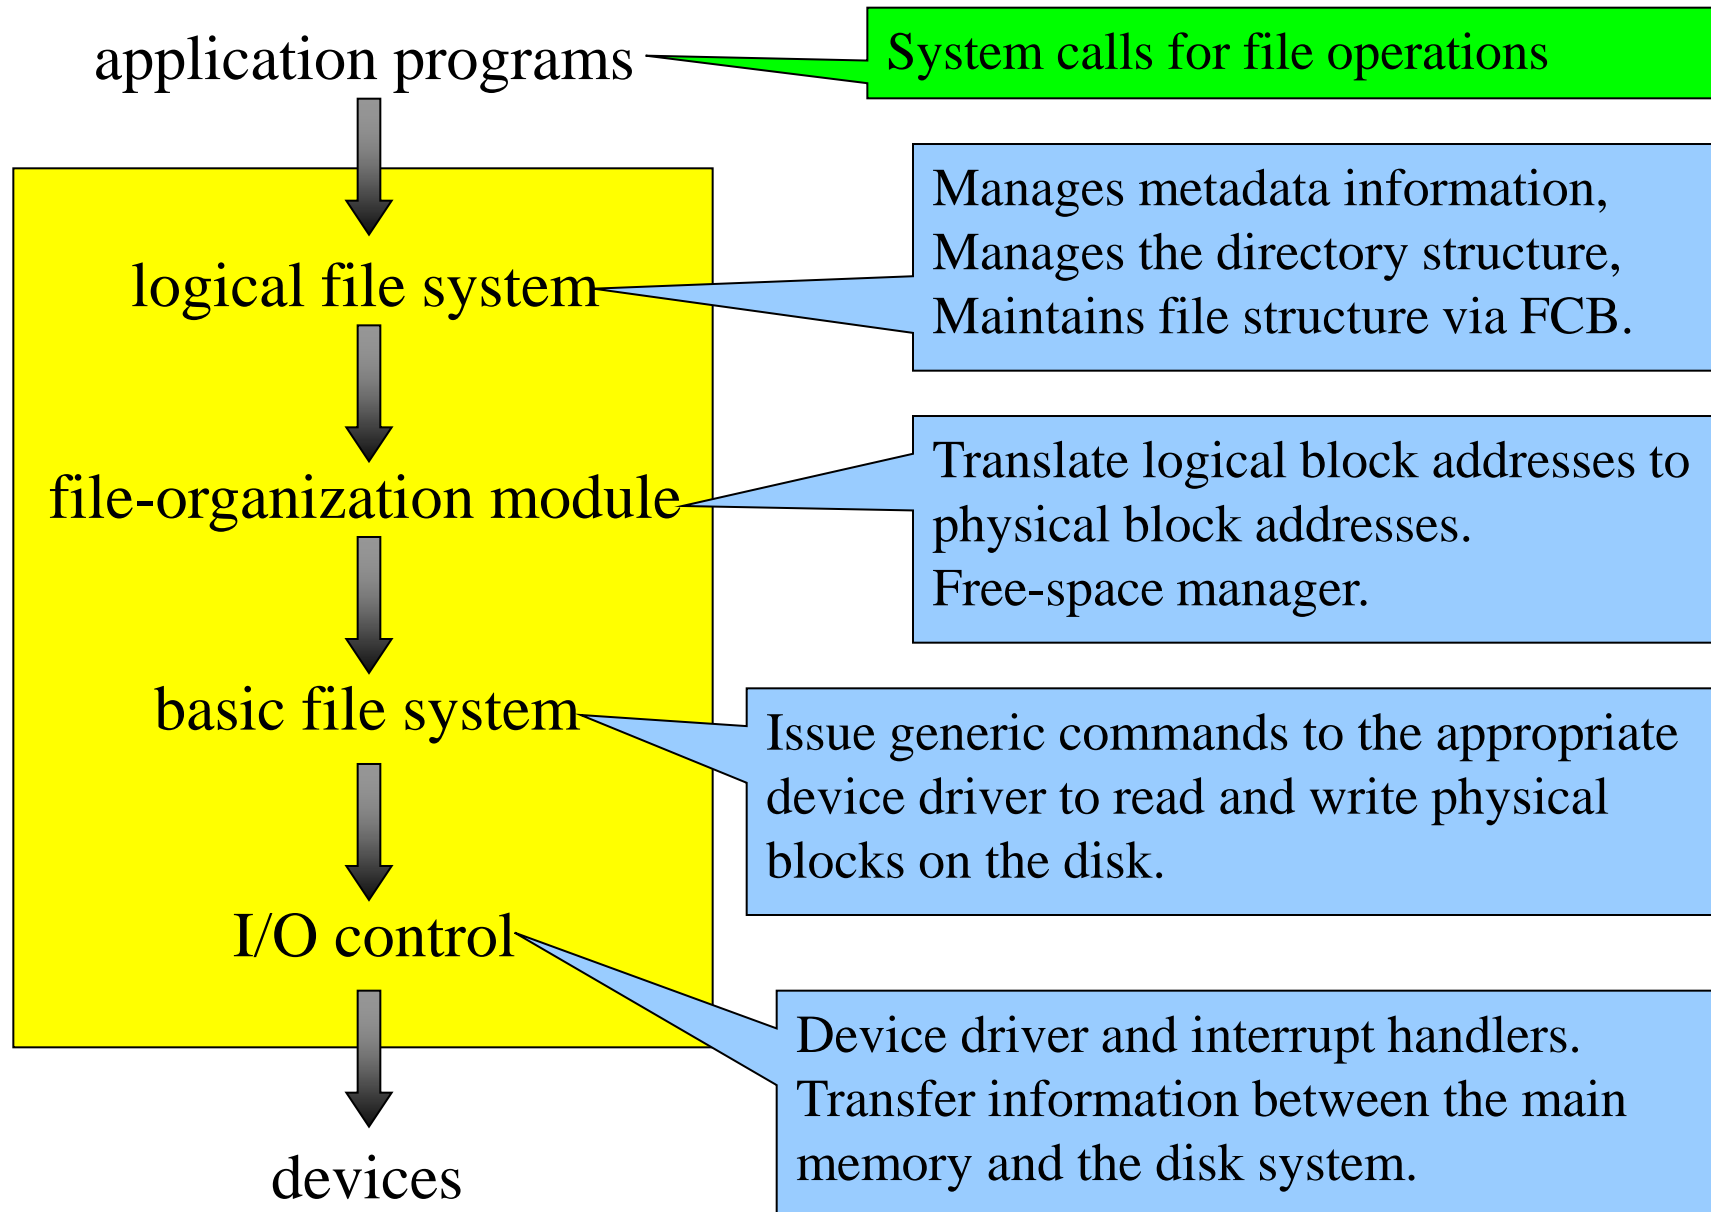 application programs
System calls for file operations
logical file system
Manages metadata information,
Manages the directory structure,
Maintains file structure via FCB.
file-organization module
Translate logical block addresses to
physical block addresses.
Free-space manager.
basic file system
Issue generic commands to the appropriate
device driver to read and write physical
blocks on the disk.
I/O control
Device driver and interrupt handlers.
Transfer information between the main
memory and the disk system.
devices